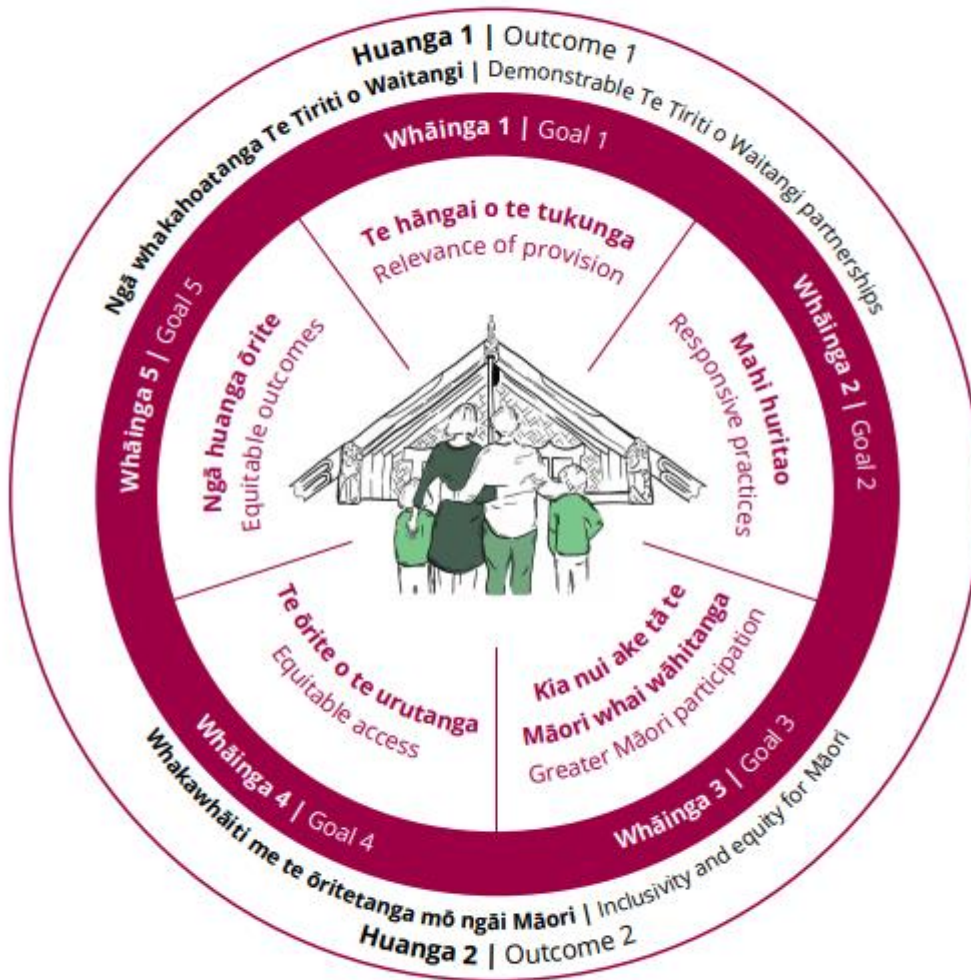 Huanga 1 | Outcome 1
Ngā whakahoatanga Te Tiriti o Waitangi | Demonstrable Te Tiriti o Waitangi partnerships
Whāinga 1 | Goal 1
Te hāngai o te tukunga
Relevance of provision
Whāinga 2 | Goal 2
Mahi huritao
Responsive practices
Whāinga 3 | Goal 3
Kia nui ake tā te
Māori whai wāhitanga
Greater Māori participation
Whāinga 4 | Goal 4
Te ōrite o te urutanga
Equitable access
Whāinga 5 | Goal 5
Ngā huanga ōrite
Equitable outcomes
Whakawhāiti me te ōritetanga mō ngāi Māori | Inclusivity and equity for Māori
Huanga 2 | Outcome 2